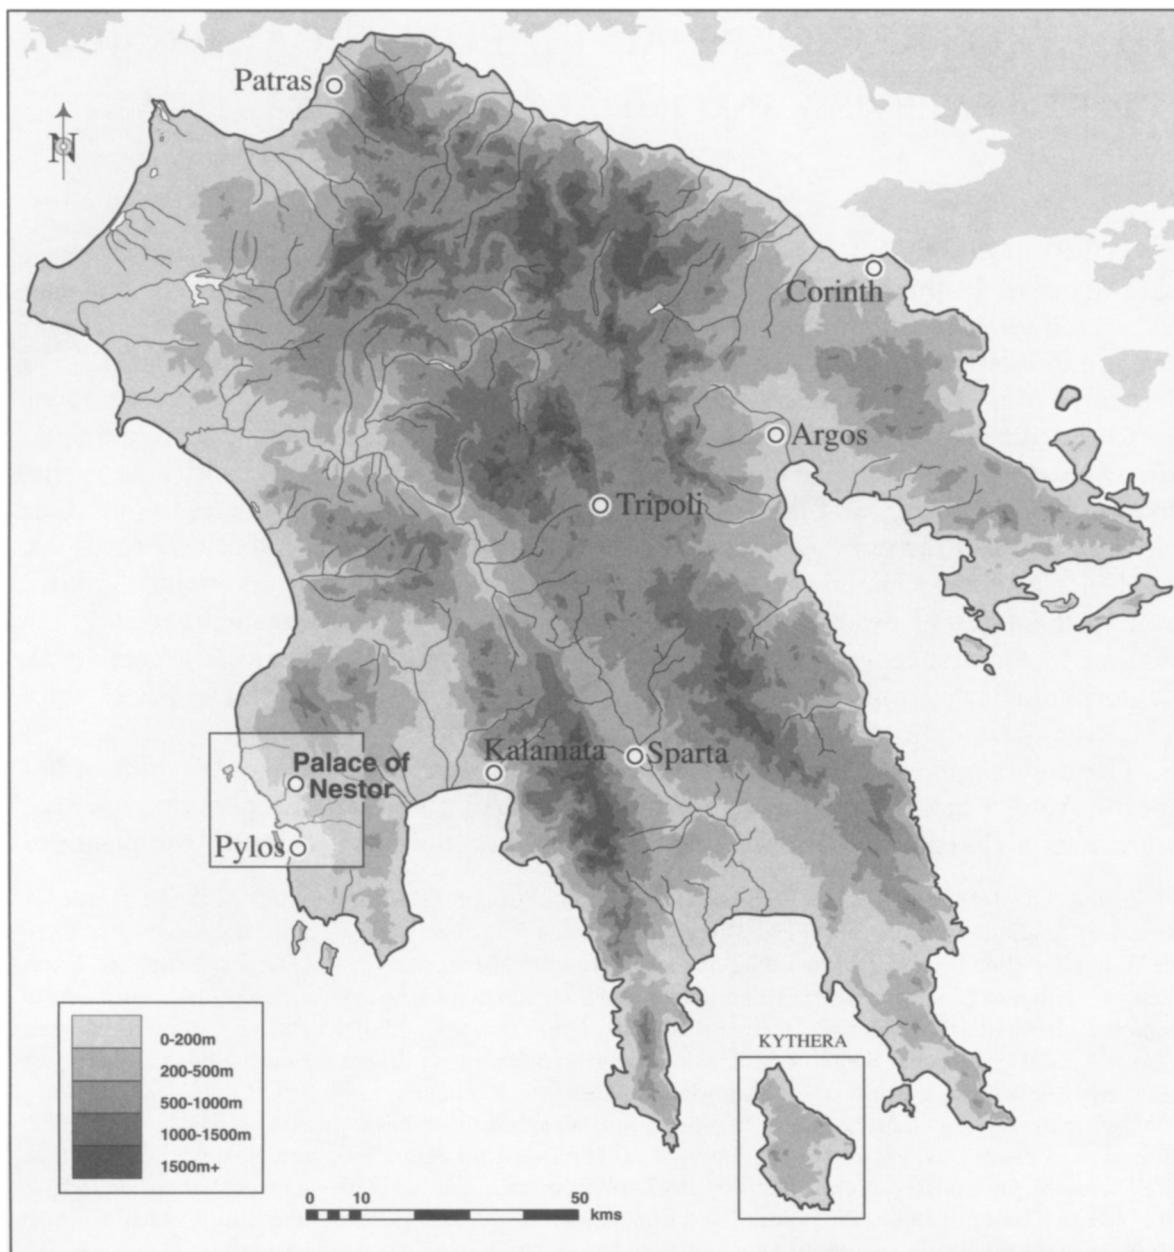 Patras
N
Corinth
Argos
Tripoli
Kalamata
Sparta
Palace of
Nestor
Pylos
0-200m
200-500m
500-1000m
1000-1500m
1500m+
KYTHERA
0 10 50
kms